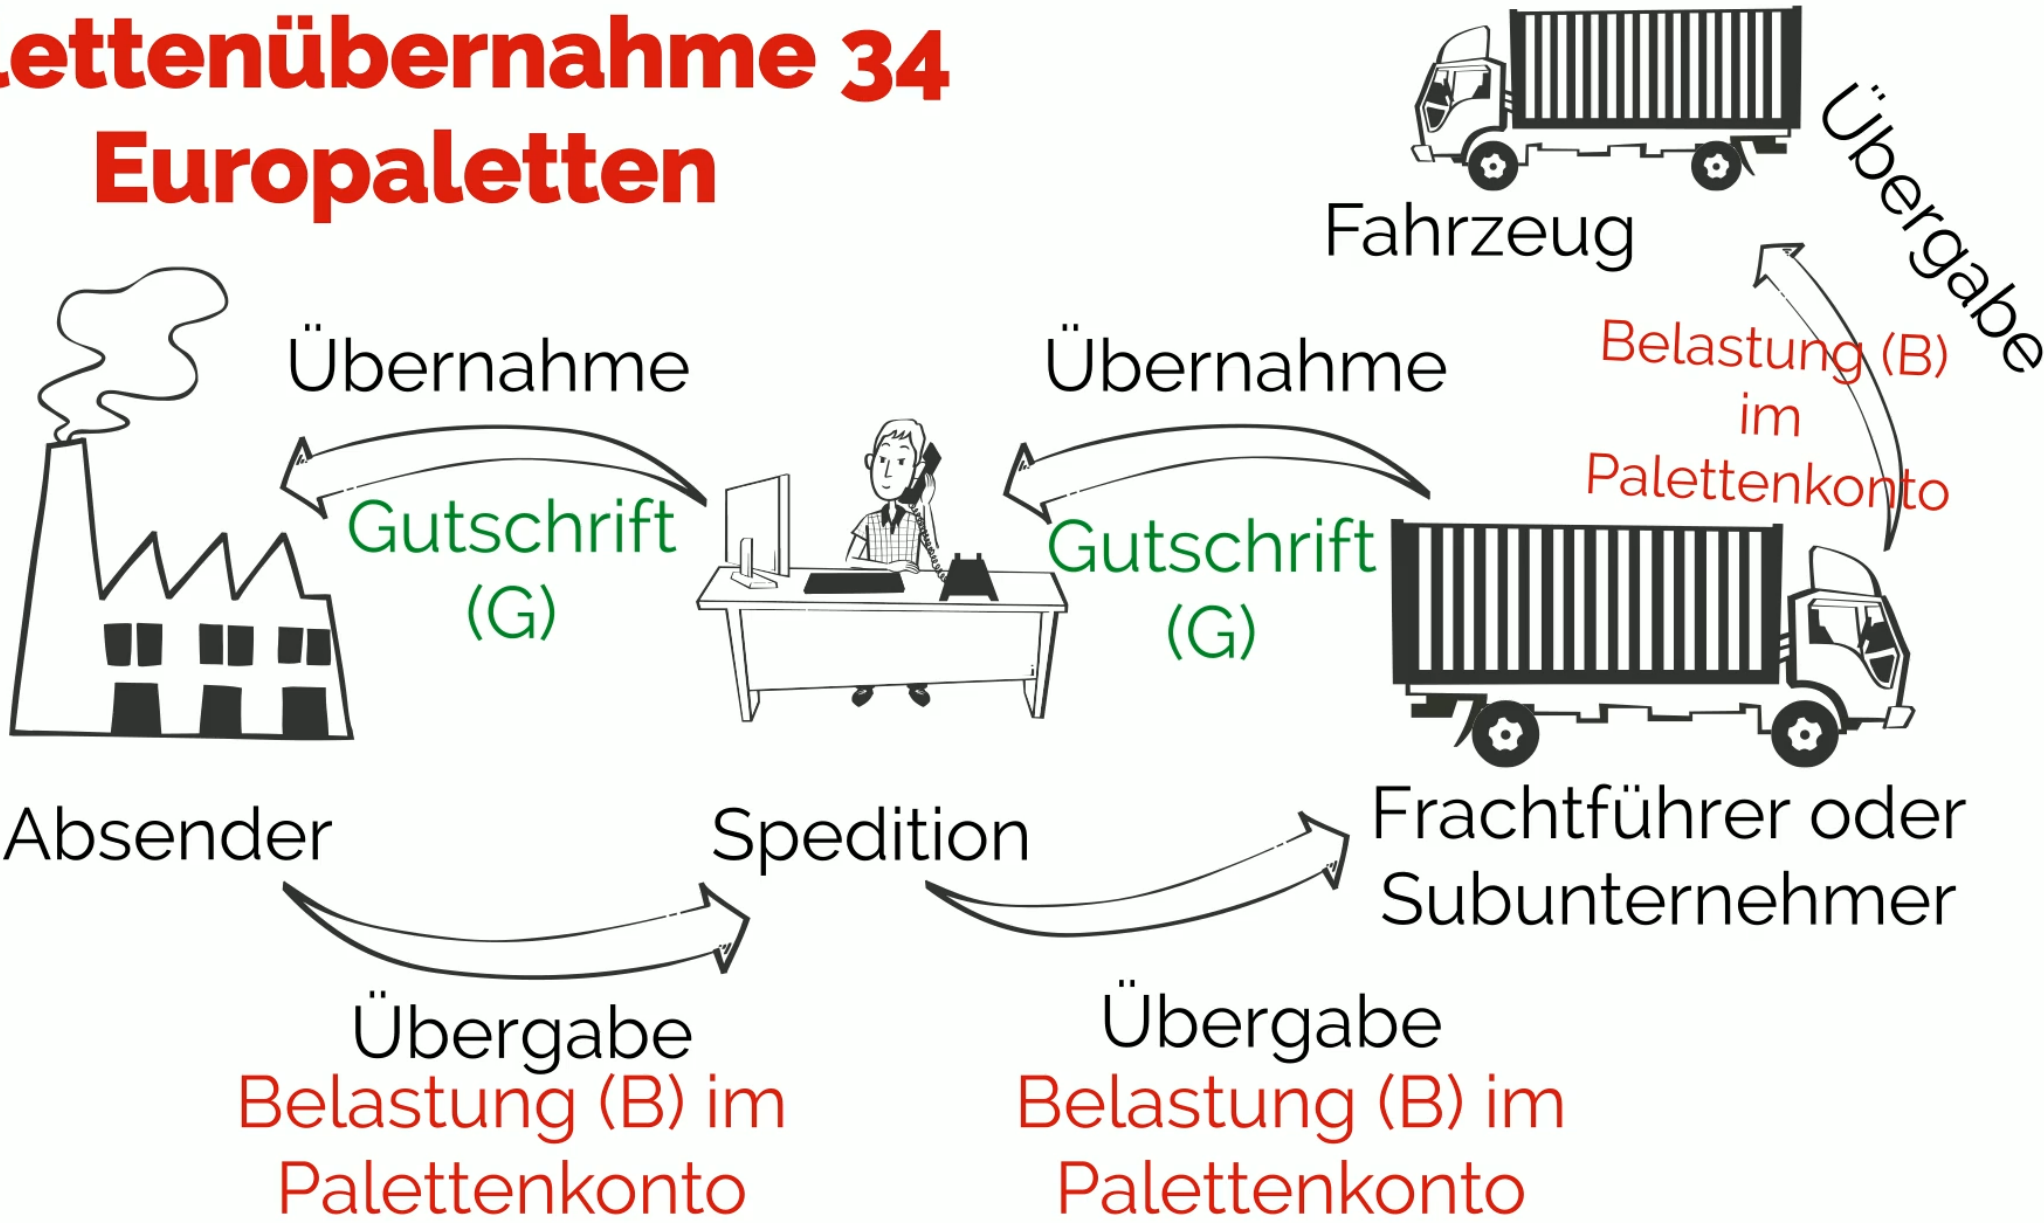 lettenübernahme 34
Europaletten
Fahrzeug
Übergabe
Übernahme
Übernahme
Belastung (B)
im
Palettenkonto
Gutschrift
(G)
Gutschrift
(G)
Absender
Spedition
Frachtführer oder
Subunternehmer
Übergabe
Belastung (B) im
Palettenkonto
Übergabe
Belastung (B) im
Palettenkonto